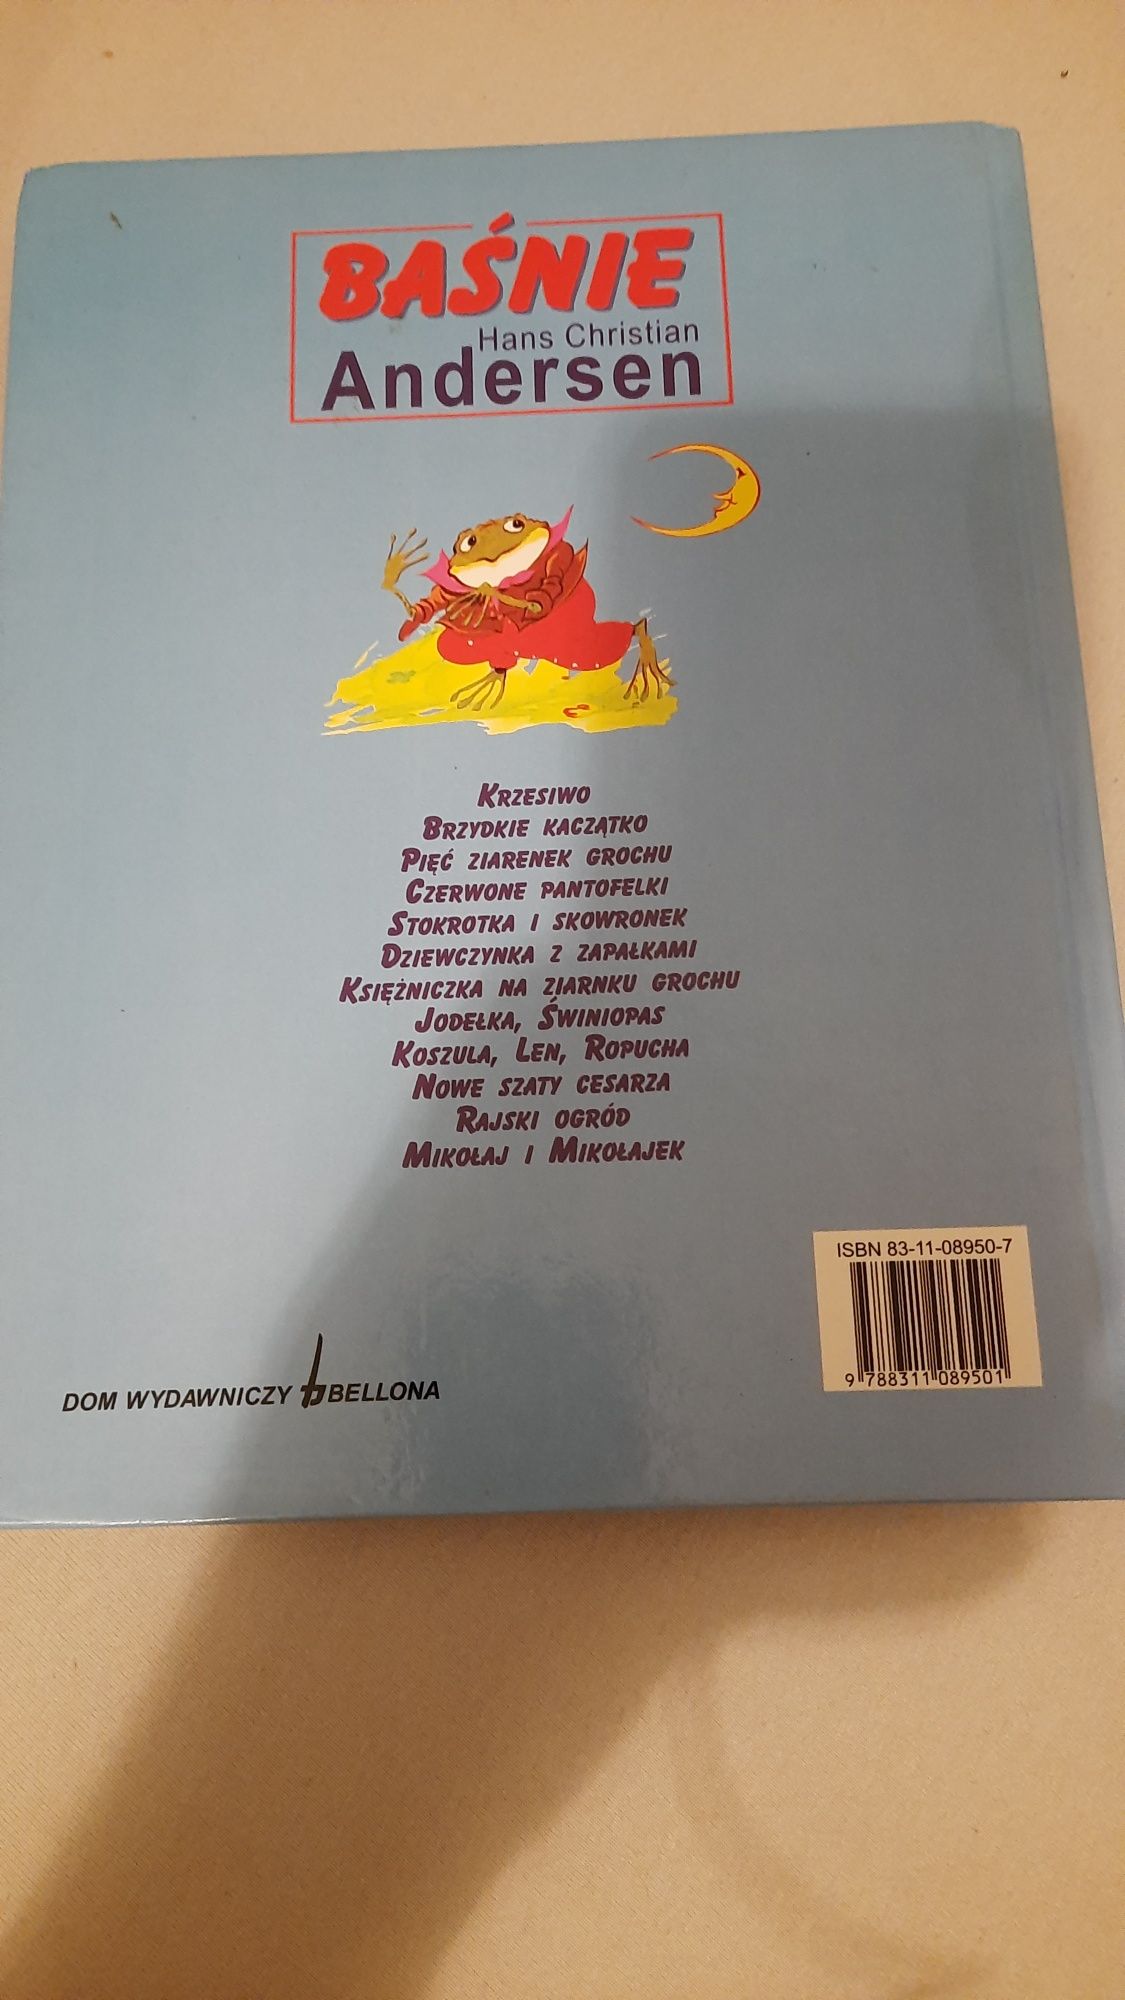 BAŚNIE
Hans Christian
Andersen
Krzesiwo
Brzydkie kaczątko
Pięć ziarenek grochu
Czerwone pantofelki
Stokrotka i skowronek
Dziewczynka z zapałkami
Księżniczka na ziarnku grochu
Jodełka, Świniopas
Koszula, Len, Ropucha
Nowe szaty cesarza
Rajski ogród
Mikołaj i Mikołajek
ISBN 83-11-08950-7
9 788311 089501
DOM WYDAWNICZY BELLONA